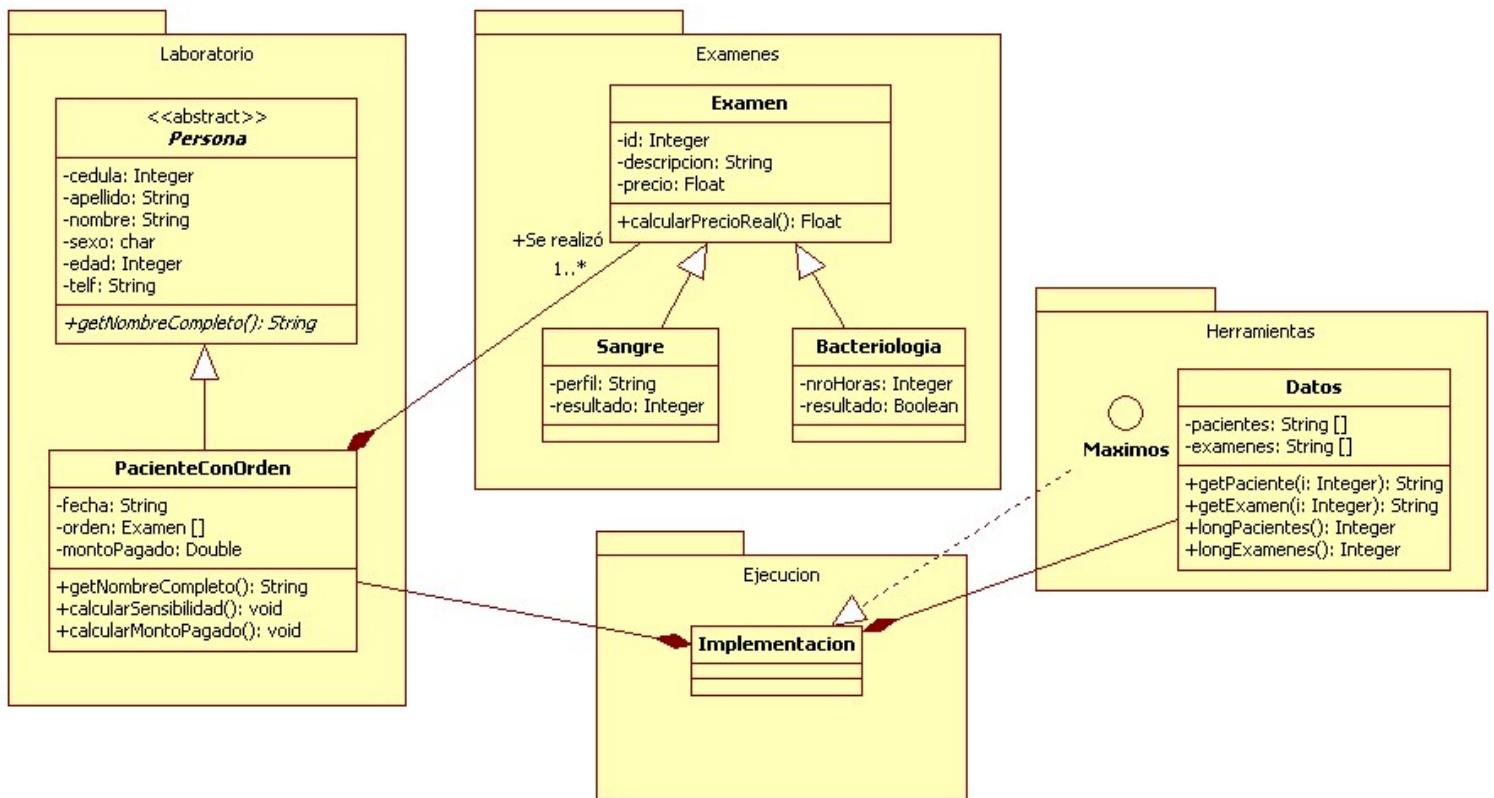 Laboratorio
<<abstract>>
Persona
-cedula: Integer
-apellido: String
-nombre: String
-sexo: char
-edad: Integer
-telf: String
+getNombreCompleto(): String
PacienteConOrden
-fecha: String
-orden: Examen []
-montoPagado: Double
+getNombreCompleto(): String
+calcularSensibilidad(): void
+calcularMontoPagado(): void
Examenes
Examen
-id: Integer
-descripcion: String
-precio: Float
+calcularPrecioReal(): Float
+Se realizó
1..*
Sangre
-perfil: String
-resultado: Integer
Bacteriologia
-nroHoras: Integer
-resultado: Boolean
Herramientas
Maximos
Datos
-pacientes: String []
-examenes: String []
+getPaciente(i: Integer): String
+getExamen(i: Integer): String
+longPacientes(): Integer
+longExamenes(): Integer
Ejecucion
Implementacion